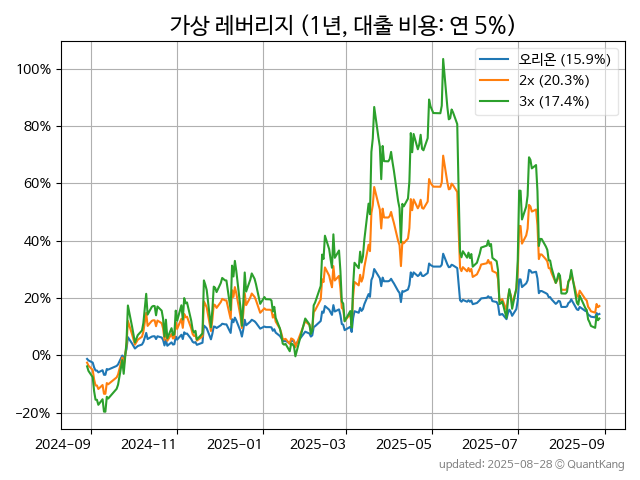 가상 레버리지 (1년, 대출 비용: 연 5%)
오리온 (15.9%)
2x (20.3%)
3x (17.4%)
100%
80%
60%
40%
20%
0%
−20%
2024-09
2024-11
2025-01
2025-03
2025-05
2025-07
2025-09
updated: 2025-08-28 © QuantKang